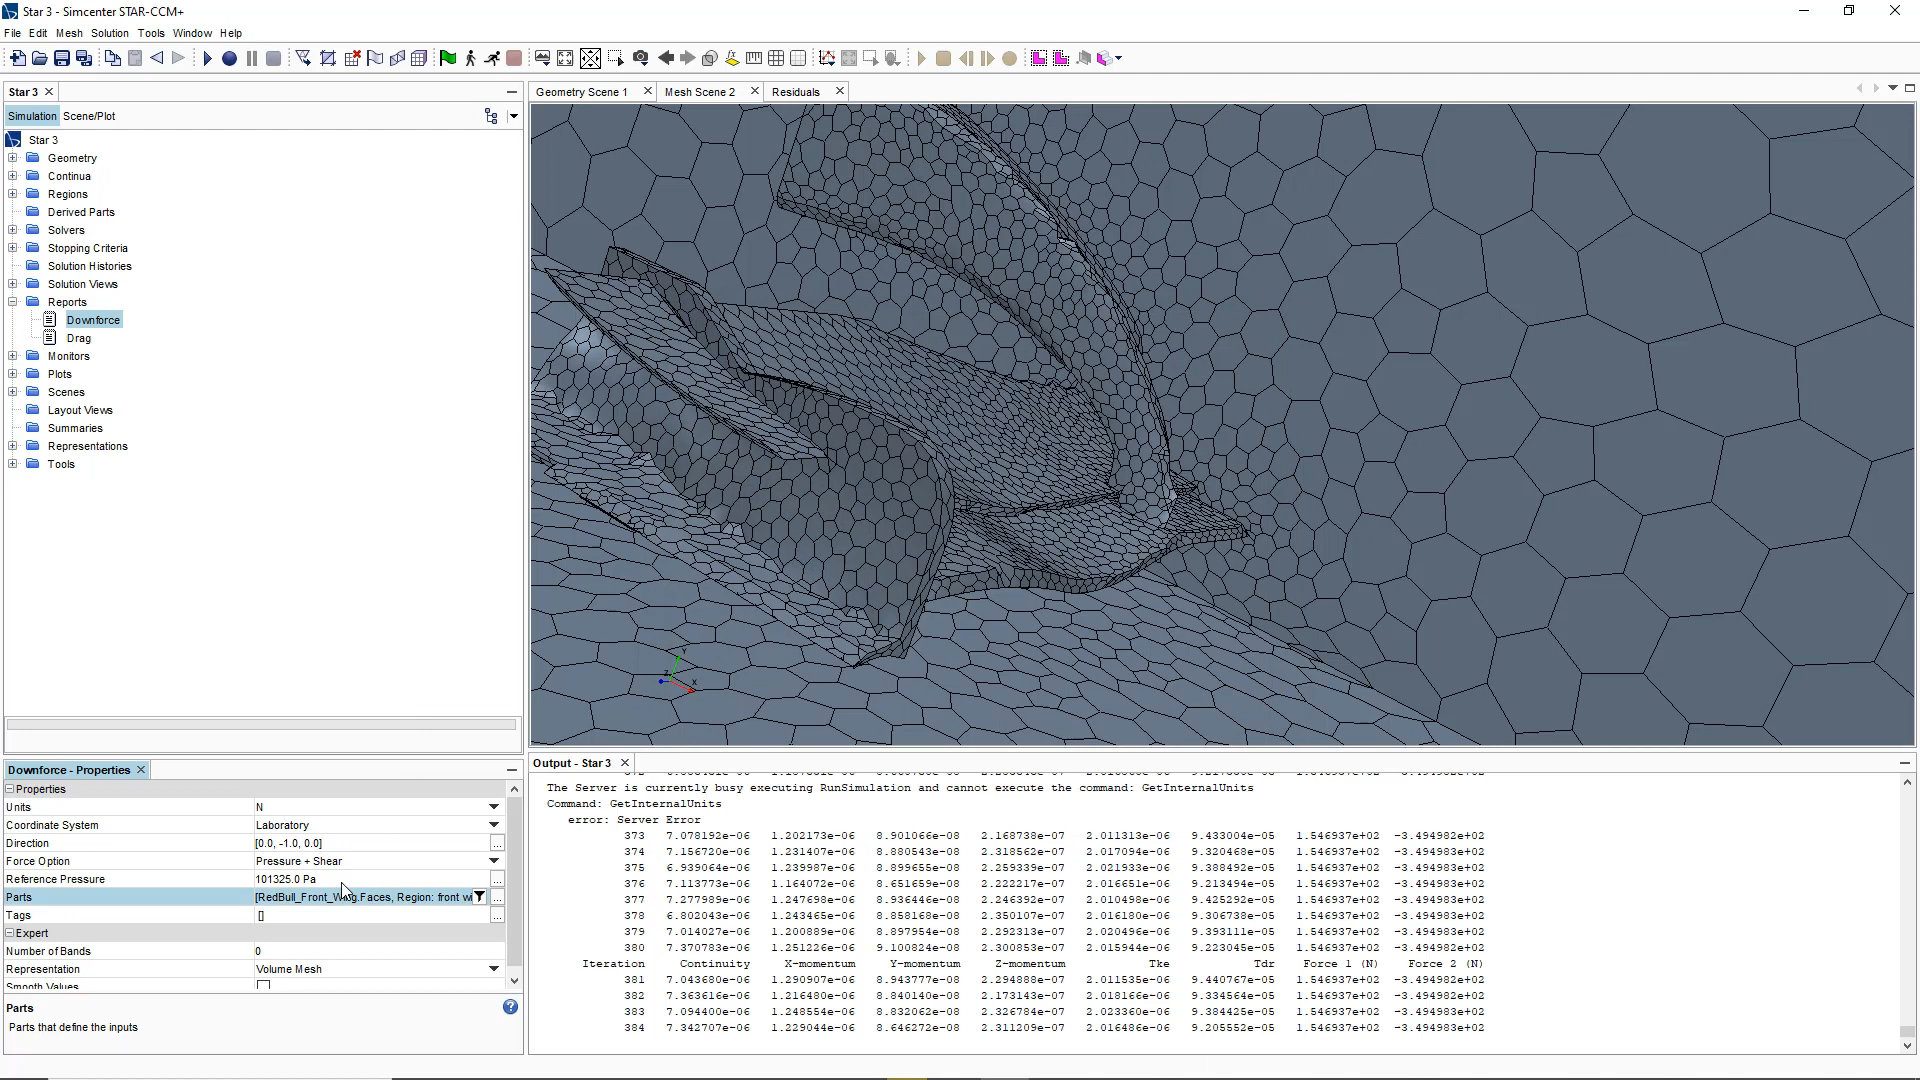 Star 3 - Simcenter STAR-CCM+
File Edit Mesh Solution Tools Window Help
Star 3
Geometry Scene 1 Mesh Scene 2 Residuals
Simulation Scene/Plot
Star 3
Geometry
Continua
Regions
Derived Parts
Solvers
Stopping Criteria
Solution Histories
Solution Views
Reports
Downforce
Drag
Monitors
Plots
Scenes
Layout Views
Summaries
Representations
Tools
Y
Z
X
Downforce - Properties
Properties
Units N
Coordinate System Laboratory
Direction [0.0, -1.0, 0.0] ...
Force Option Pressure + Shear
Reference Pressure 101325.0 Pa ...
Parts ...
Tags [] ...
Expert
Number of Bands 0
Representation Volume Mesh
Smooth Values
Parts
Parts that define the inputs
Output - Star 3
The Server is currently busy executing RunSimulation and cannot execute the command: GetInternalUnits
Command: GetInternalUnits
error: Server Error
373 7.078192e-06 1.202173e-06 8.901066e-08 2.168738e-07 2.011313e-06 9.433004e-05 1.546937e+02 -3.494982e+02
374 7.156720e-06 1.231407e-06 8.880543e-08 2.318562e-07 2.017094e-06 9.320468e-05 1.546937e+02 -3.494983e+02
375 6.939064e-06 1.239987e-06 8.899655e-08 2.259339e-07 2.021933e-06 9.388492e-05 1.546937e+02 -3.494983e+02
376 7.113773e-06 1.164072e-06 8.651659e-08 2.222217e-07 2.016651e-06 9.213494e-05 1.546937e+02 -3.494983e+02
377 7.277989e-06 1.247698e-06 8.936446e-08 2.246392e-07 2.010498e-06 9.425292e-05 1.546937e+02 -3.494982e+02
378 6.802043e-06 1.243465e-06 8.858168e-08 2.350107e-07 2.016180e-06 9.306738e-05 1.546937e+02 -3.494982e+02
379 7.014027e-06 1.200889e-06 8.897954e-08 2.292313e-07 2.020496e-06 9.393111e-05 1.546937e+02 -3.494983e+02
380 7.370783e-06 1.251226e-06 9.100824e-08 2.300853e-07 2.015944e-06 9.223045e-05 1.546937e+02 -3.494982e+02
Iteration Continuity X-momentum Y-momentum Z-momentum Tke Tdr Force 1 (N) Force 2 (N)
381 7.043680e-06 1.290907e-06 8.943777e-08 2.294888e-07 2.011535e-06 9.440767e-05 1.546937e+02 -3.494983e+02
382 7.363616e-06 1.216480e-06 8.840140e-08 2.173143e-07 2.018166e-06 9.334564e-05 1.546937e+02 -3.494982e+02
383 7.094400e-06 1.248554e-06 8.832062e-08 2.326784e-07 2.023360e-06 9.384425e-05 1.546937e+02 -3.494983e+02
384 7.342707e-06 1.229044e-06 8.646272e-08 2.311209e-07 2.016486e-06 9.205552e-05 1.546937e+02 -3.494983e+02